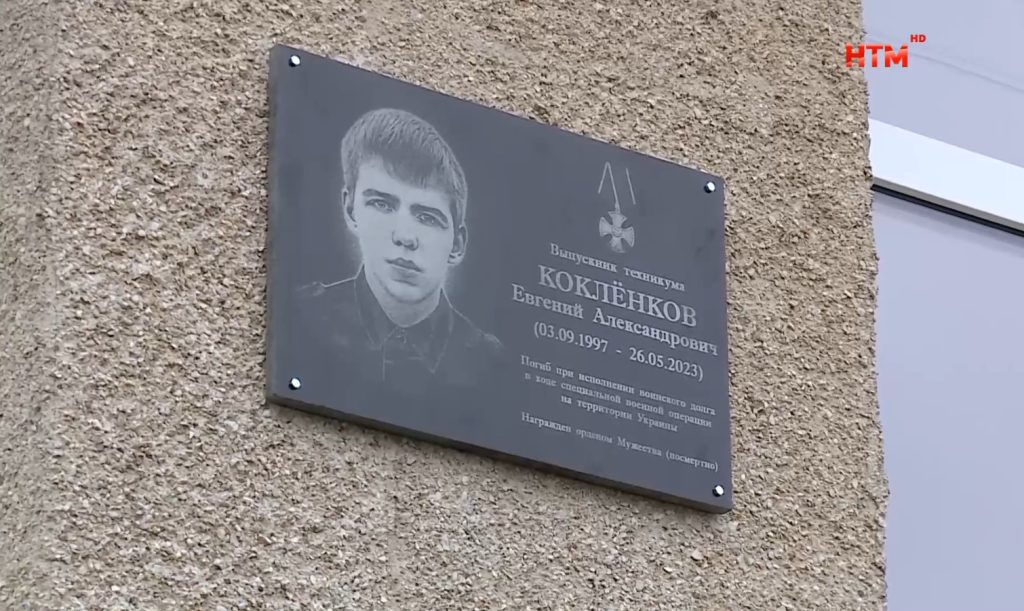 НТМ HD
Выпускник техникума
КОКЛЁНКОВ
Евгений Александрович
(03.09.1997 - 26.05.2023)
Погиб при исполнении воинского долга
в ходе специальной военной операции
на территории Украины
Награжден орденом Мужества (посмертно)